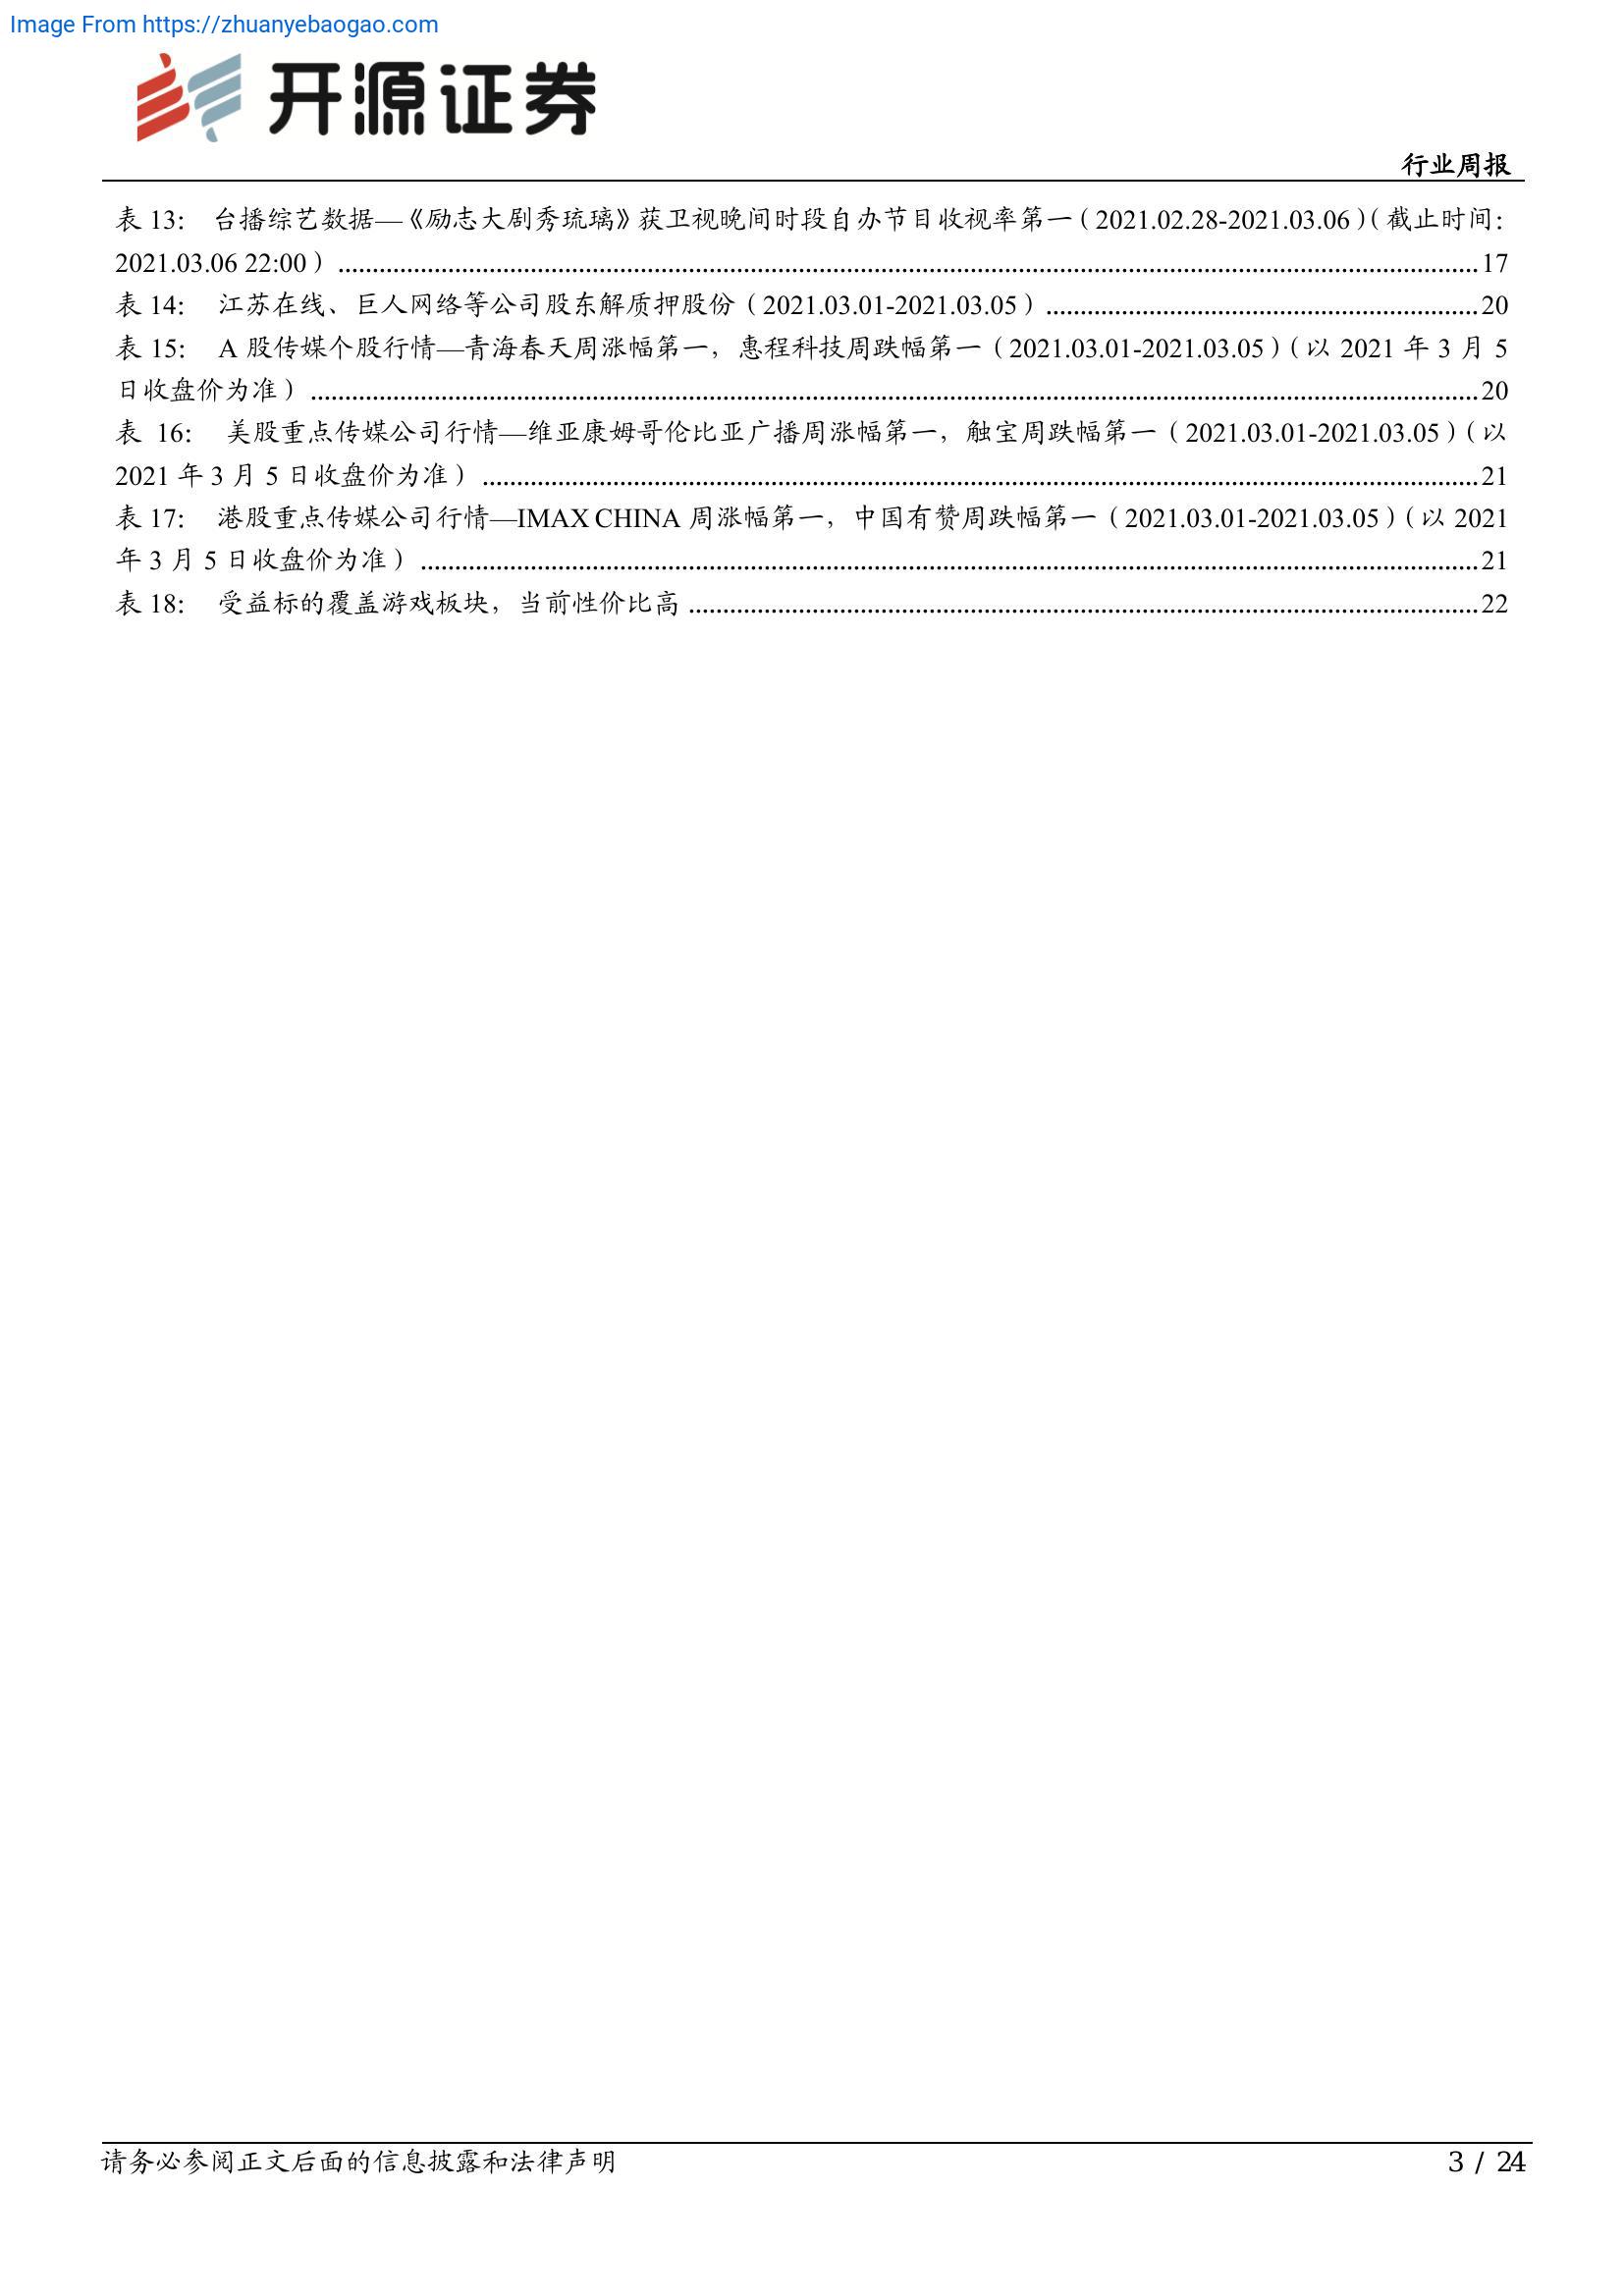 Image From https://zhuanyebaogao.com
开源证券
行业周报
表 13： 台播综艺数据—《励志大剧秀琉璃》获卫视晚间时段自办节目收视率第一（2021.02.28-2021.03.06）（截止时间：
2021.03.06 22:00） ........................................................................................................................................17
表 14： 江苏在线、巨人网络等公司股东解质押股份（2021.03.01-2021.03.05） ........................................................20
表 15： A 股传媒个股行情—青海春天周涨幅第一，惠程科技周跌幅第一（2021.03.01-2021.03.05）（以 2021 年 3 月 5
日收盘价为准） ........................................................................................................................................20
表 16： 美股重点传媒公司行情—维亚康姆哥伦比亚广播周涨幅第一，触宝周跌幅第一（2021.03.01-2021.03.05）（以
2021 年 3 月 5 日收盘价为准） ........................................................................................................................21
表 17： 港股重点传媒公司行情—IMAX CHINA 周涨幅第一，中国有赞周跌幅第一（2021.03.01-2021.03.05）（以 2021
年 3 月 5 日收盘价为准） ................................................................................................................................21
表 18： 受益标的覆盖游戏板块，当前性价比高 ................................................................................................22
请务必参阅正文后面的信息披露和法律声明
3 / 24